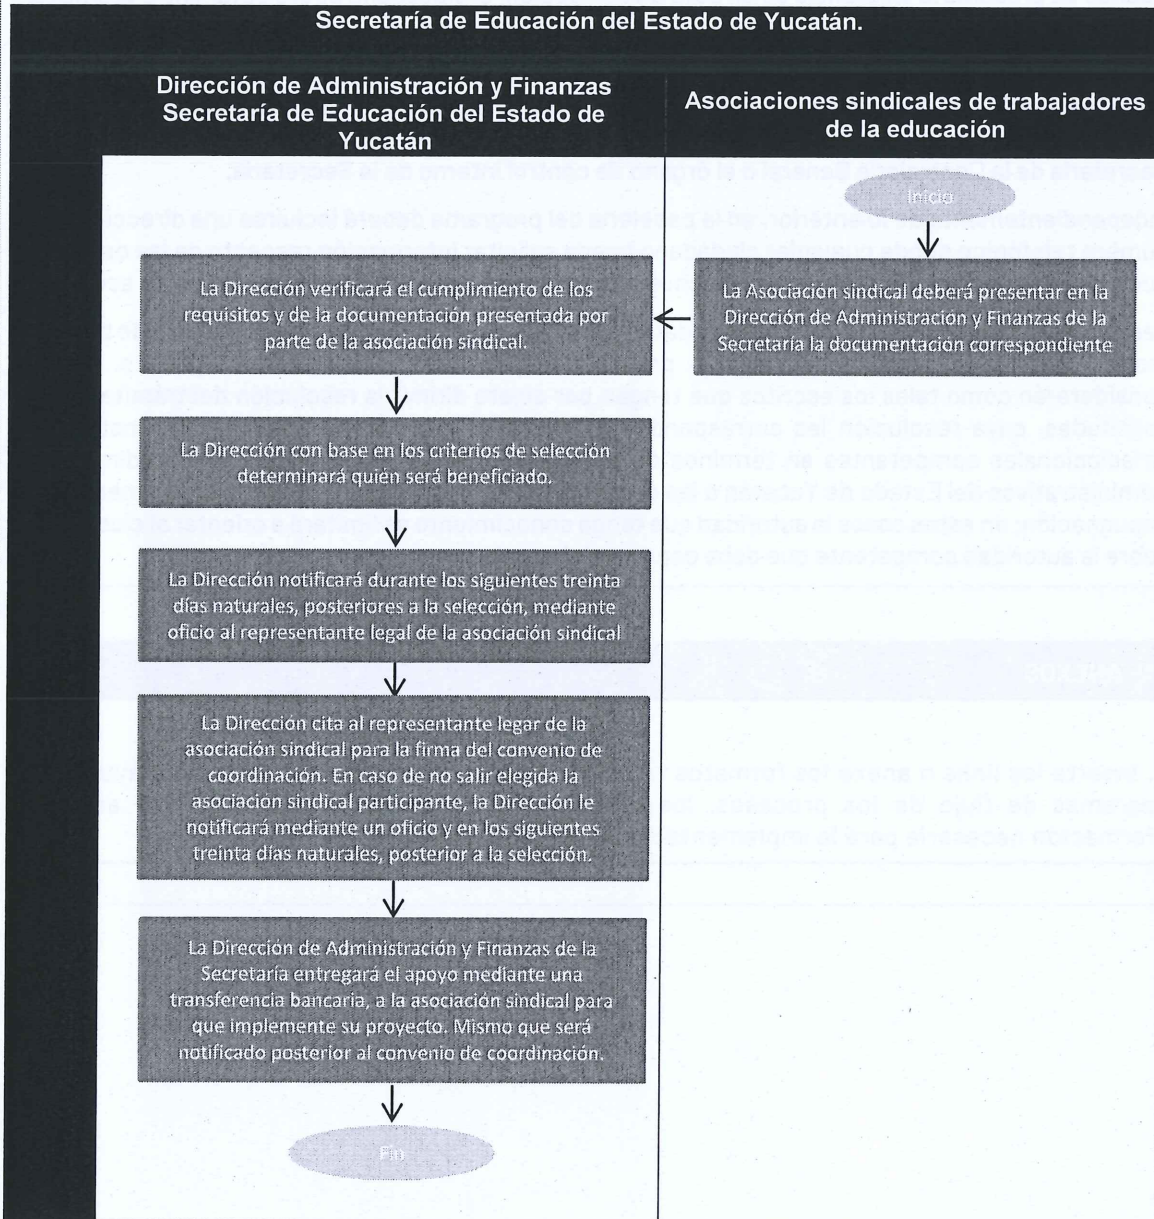 Secretaría de Educación del Estado de Yucatán.
Dirección de Administración y Finanzas
Secretaría de Educación del Estado de
Yucatán
Asociaciones sindicales de trabajadores
de la educación
Inicio
La Asociación sindical deberá presentar en la
Dirección de Administración y Finanzas de la
Secretaría la documentación correspondiente
La Dirección verificará el cumplimiento de los
requisitos y de la documentación presentada por
parte de la asociación sindical.
La Dirección con base en los criterios de selección
determinará quién será beneficiado.
La Dirección notificará durante los siguientes treinta
días naturales, posteriores a la selección, mediante
oficio al representante legal de la asociación sindical
La Dirección cita al representante legar de la
asociación sindical para la firma del convenio de
coordinación. En caso de no salir elegida la
asociación sindical participante, la Dirección le
notificará mediante un oficio y en los siguientes
treinta días naturales, posterior a la selección.
La Dirección de Administración y Finanzas de la
Secretaría entregará el apoyo mediante una
transferencia bancaria, a la asociación sindical para
que implemente su proyecto. Mismo que será
notificado posterior al convenio de coordinación.
Fin